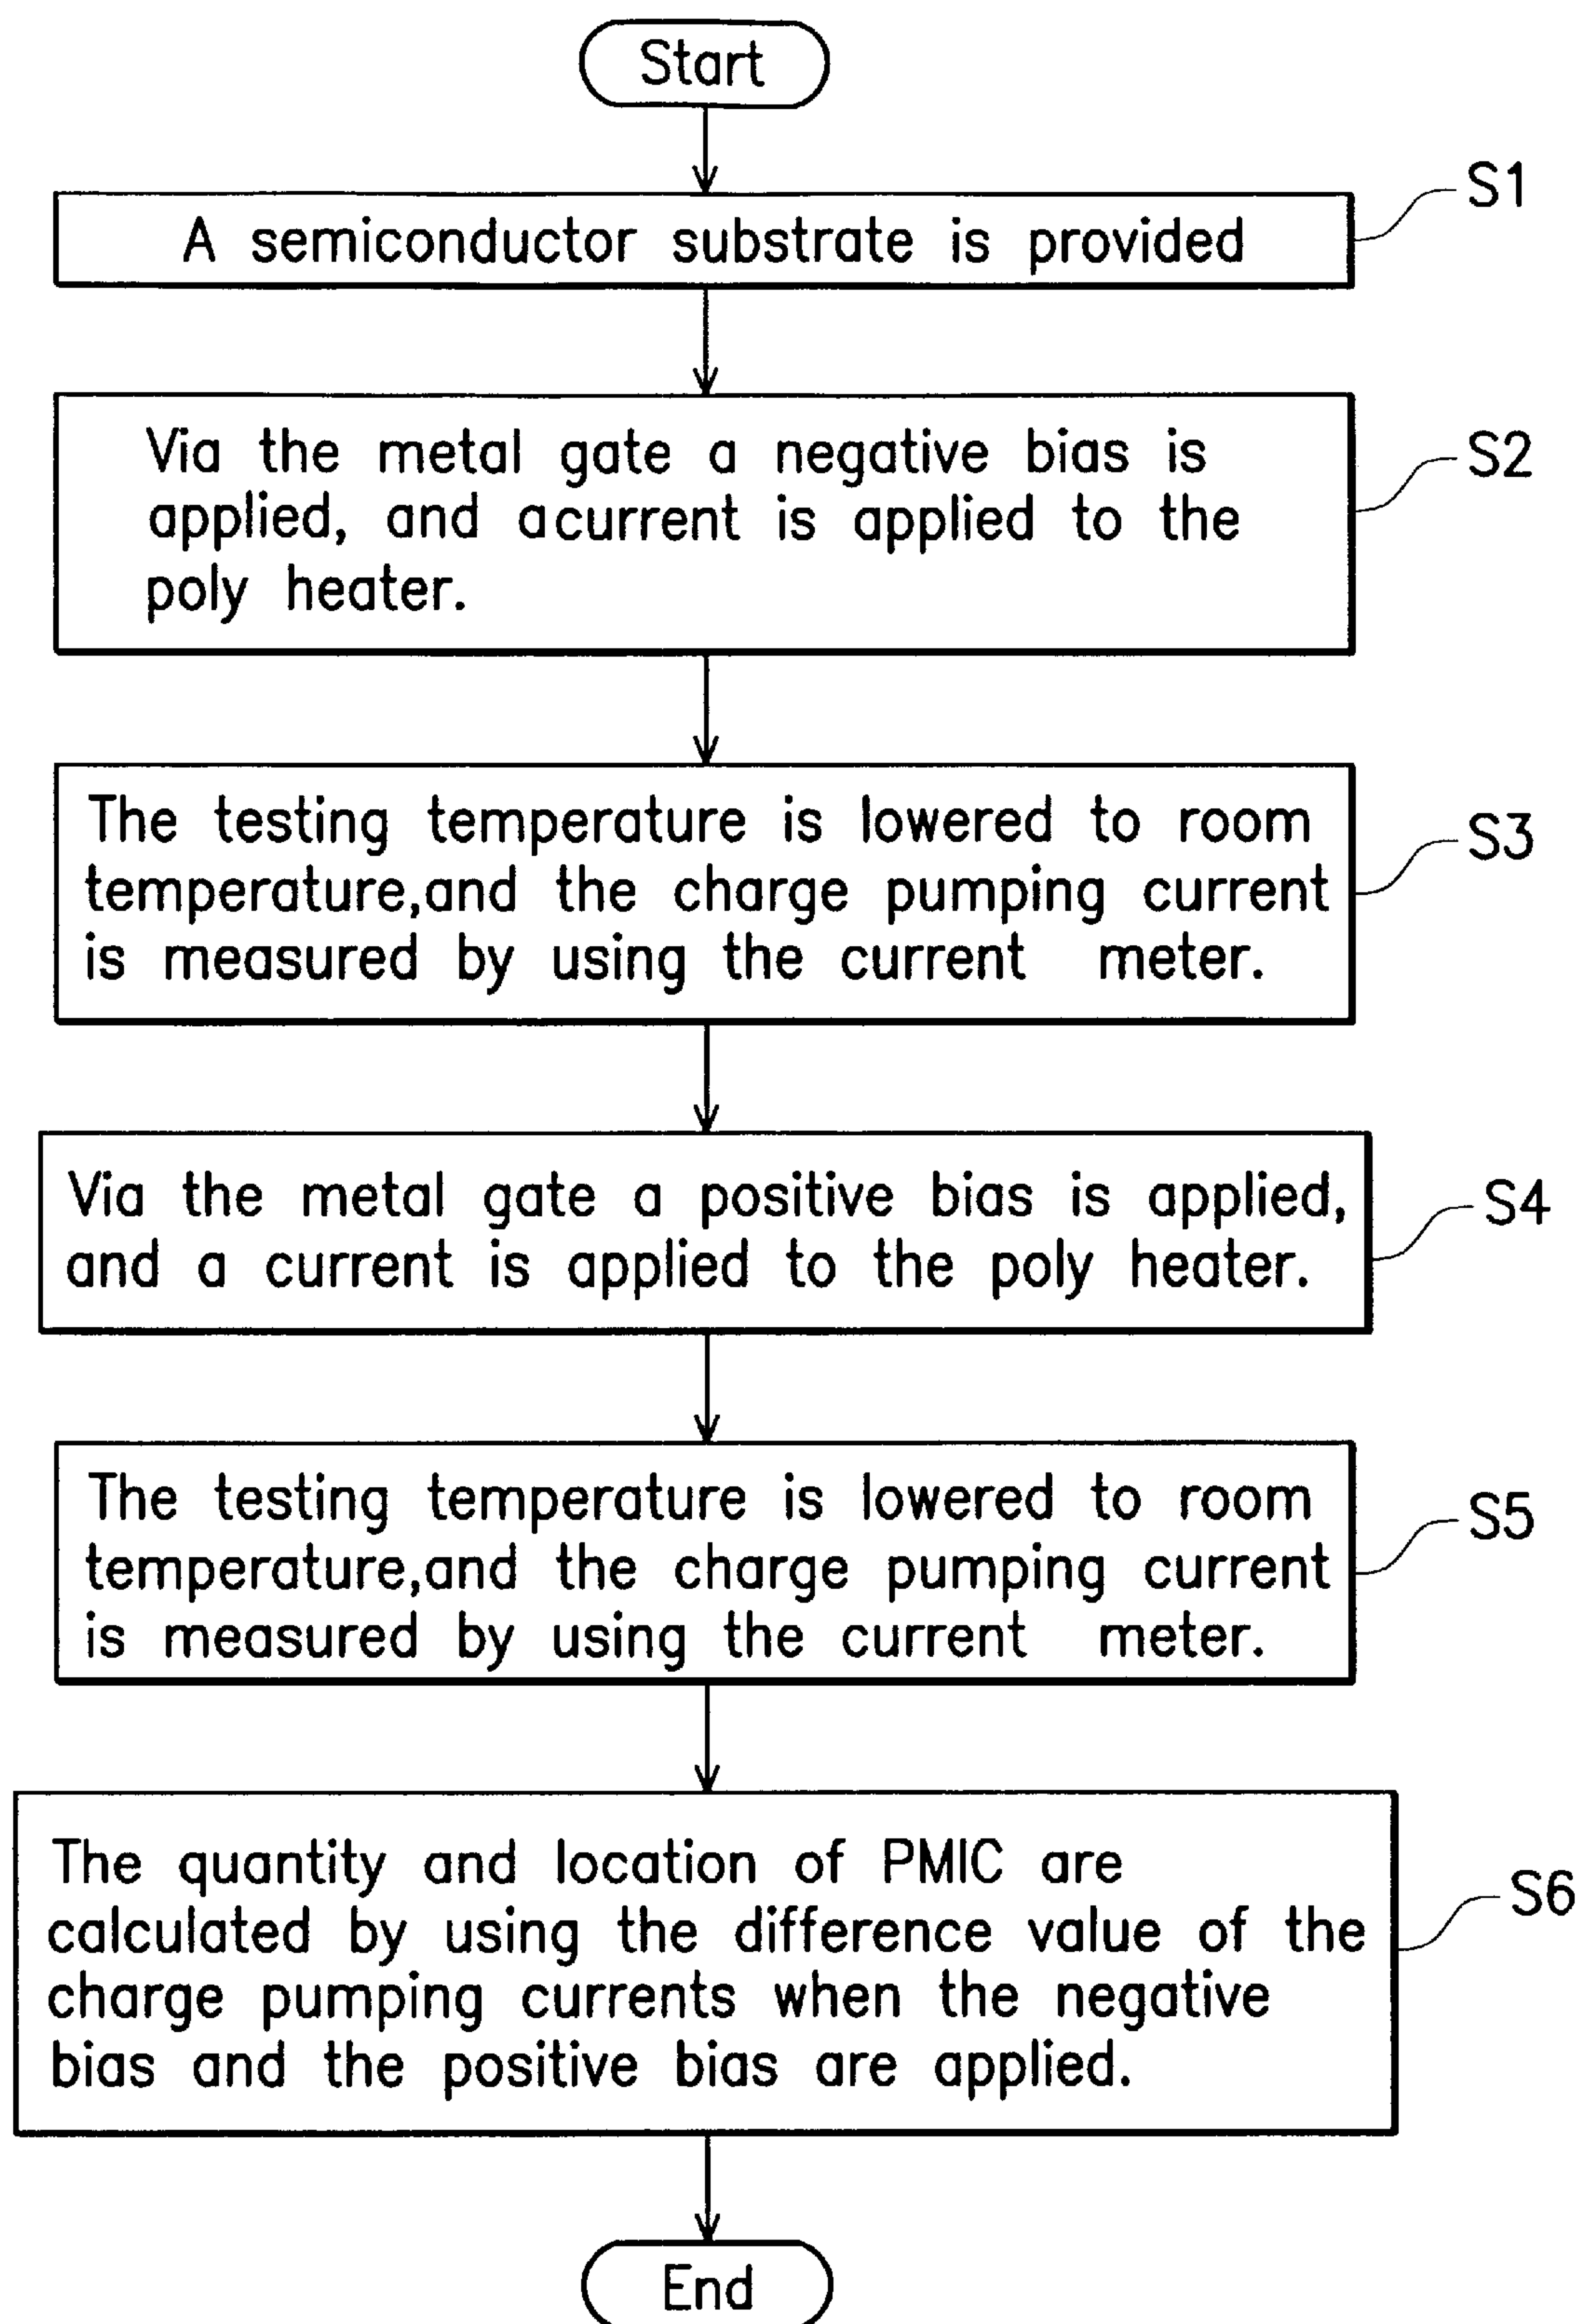 Start
S1
A semiconductor substrate is provided
Via the metal gate a negative bias is
S2
applied, and acurrent is applied to the
poly heater.
The testing temperature is lowered to room
S3
temperature,and the charge pumping current
is measured by using the current meter.
Via the metal gate a positive bias is applied,
S4
and a current is applied to the poly heater.
The testing temperature is lowered to room
S5
temperature,and the charge pumping current
is measured by using the current meter.
The quantity and location of PMIC are
S6
calculated by using the difference value of the
charge pumping currents when the negative
bias and the positive bias are applied.
End